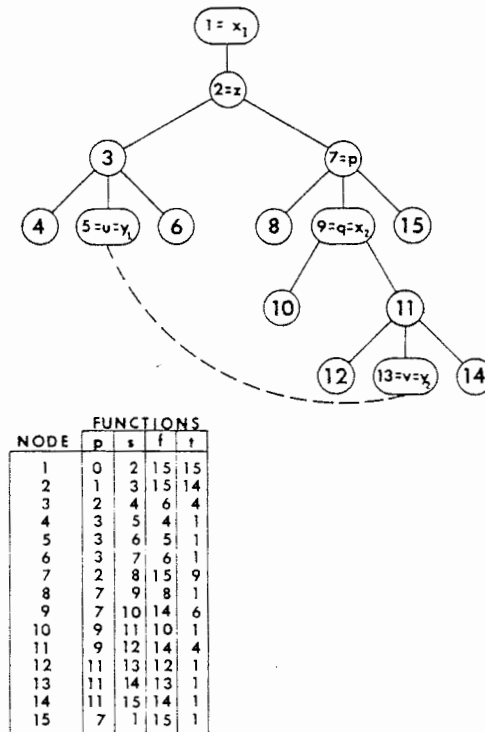 1 = x₁
2=z
3 7=p
4 5=u=y₁ 6 8 9=q=x₂ 15
10 11
12 13=v=y₂ 14
FUNCTIONS
NODE p s f t
1 0 2 15 15
2 1 3 15 14
3 2 4 6 4
4 3 5 4 1
5 3 6 5 1
6 3 7 6 1
7 2 8 15 9
8 7 9 8 1
9 7 10 14 6
10 9 11 10 1
11 9 12 14 4
12 11 13 12 1
13 11 14 13 1
14 11 15 14 1
15 7 1 15 1